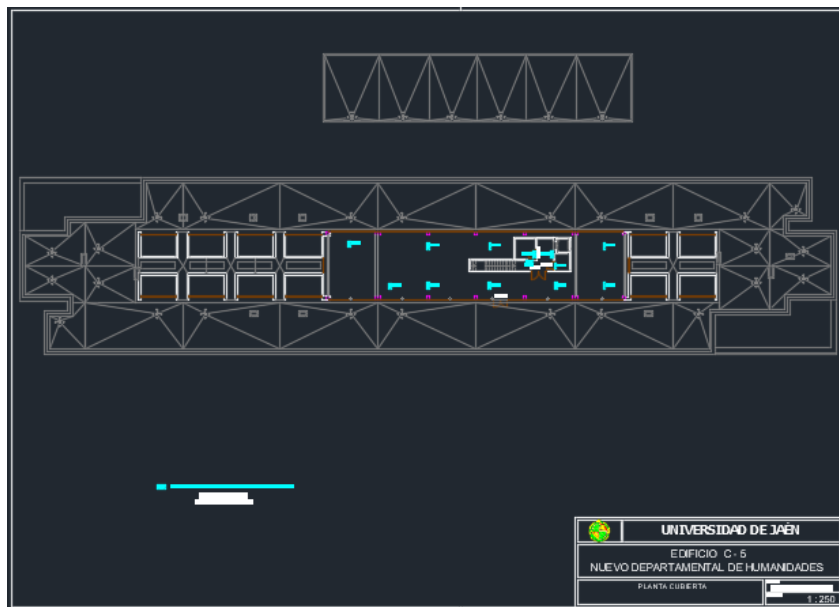 UNIVERSIDAD DE JAÉN
EDIFICIO C - 5
NUEVO DEPARTAMENTAL DE HUMANIDADES
PLANTA CUBIERTA
1 : 250